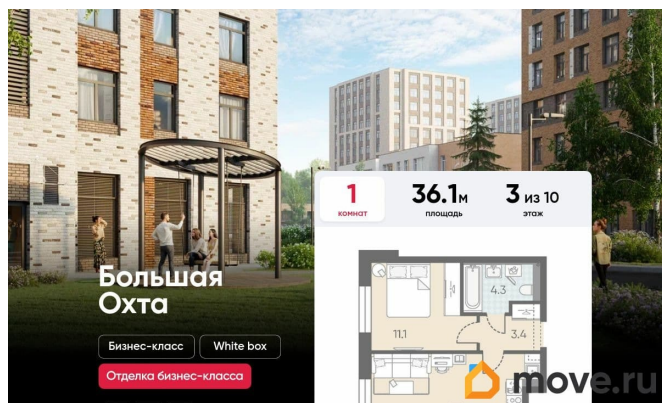 1
комнат
36.1м
площадь
3 из 10
этаж
Большая
Охта
Бизнес-класс
White box
Отделка бизнес-класса
11.1
4.3
3.4
move.ru